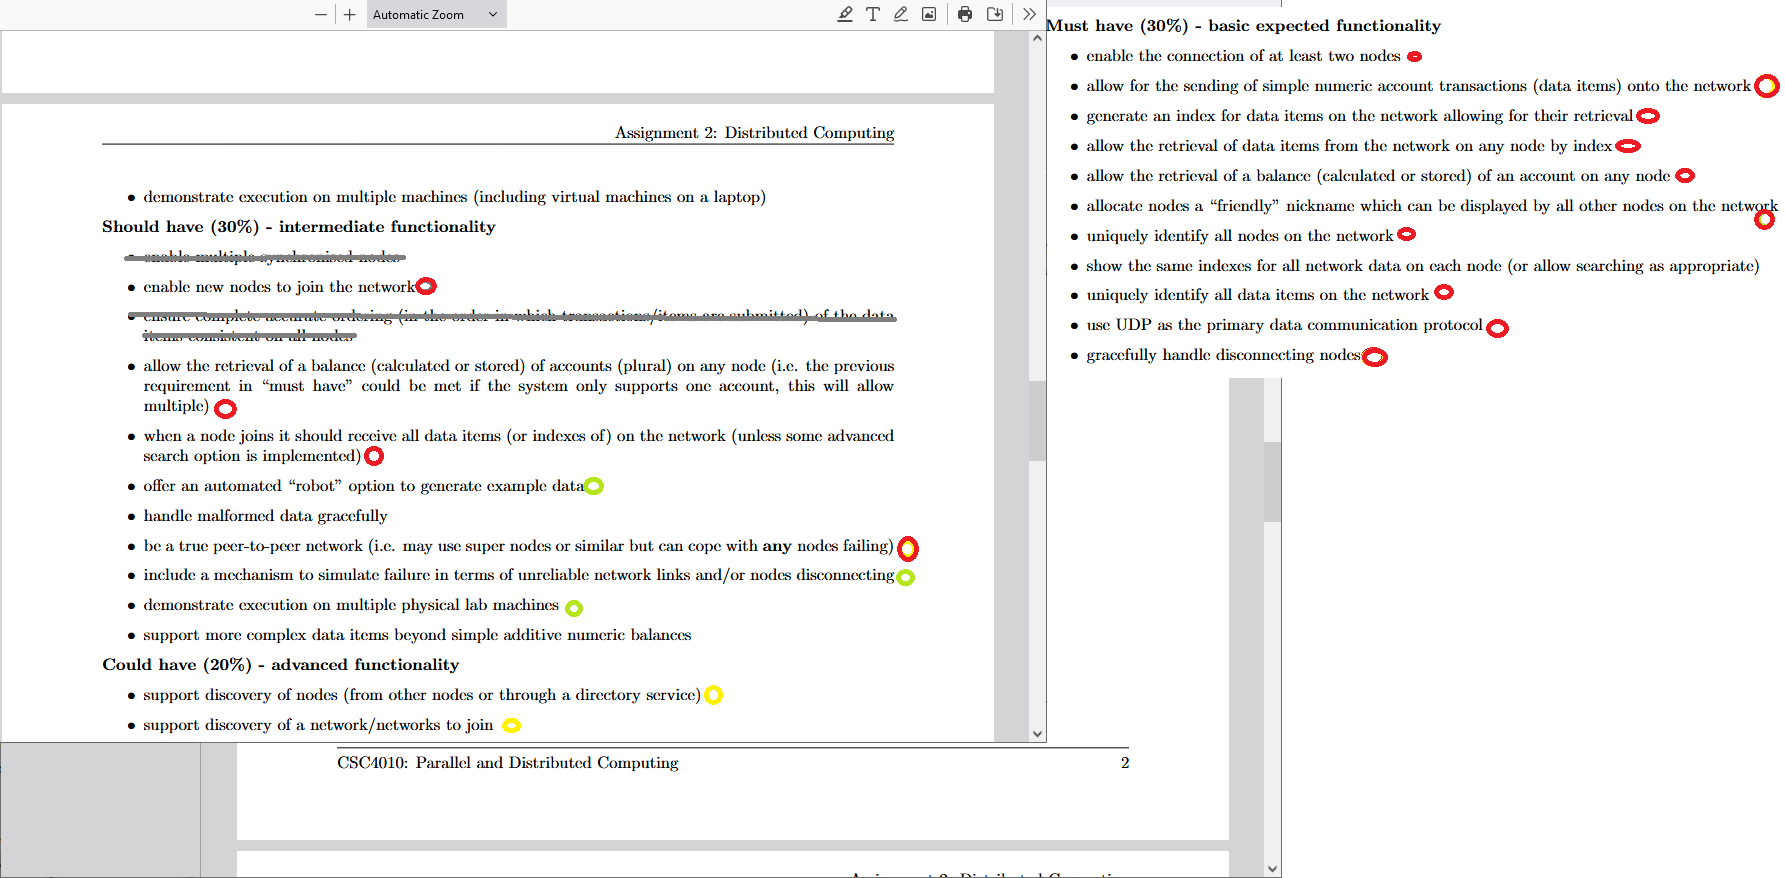 Automatic Zoom
Assignment 2: Distributed Computing
• demonstrate execution on multiple machines (including virtual machines on a laptop)
Should have (30%) - intermediate functionality
• enable multiple synchronised nodes
• enable new nodes to join the network
• ensure complete accurate ordering (in the order in which transactions/items are submitted) of the data
items consistent on all nodes
• allow the retrieval of a balance (calculated or stored) of accounts (plural) on any node (i.e. the previous
requirement in “must have” could be met if the system only supports one account, this will allow
multiple)
• when a node joins it should receive all data items (or indexes of) on the network (unless some advanced
search option is implemented)
• offer an automated “robot” option to generate example data
• handle malformed data gracefully
• be a true peer-to-peer network (i.e. may use super nodes or similar but can cope with any nodes failing)
• include a mechanism to simulate failure in terms of unreliable network links and/or nodes disconnecting
• demonstrate execution on multiple physical lab machines
• support more complex data items beyond simple additive numeric balances
Could have (20%) - advanced functionality
• support discovery of nodes (from other nodes or through a directory service)
• support discovery of a network/networks to join
CSC4010: Parallel and Distributed Computing 2
Must have (30%) - basic expected functionality
• enable the connection of at least two nodes
• allow for the sending of simple numeric account transactions (data items) onto the network
• generate an index for data items on the network allowing for their retrieval
• allow the retrieval of data items from the network on any node by index
• allow the retrieval of a balance (calculated or stored) of an account on any node
• allocate nodes a “friendly” nickname which can be displayed by all other nodes on the network
• uniquely identify all nodes on the network
• show the same indexes for all network data on each node (or allow searching as appropriate)
• uniquely identify all data items on the network
• use UDP as the primary data communication protocol
• gracefully handle disconnecting nodes